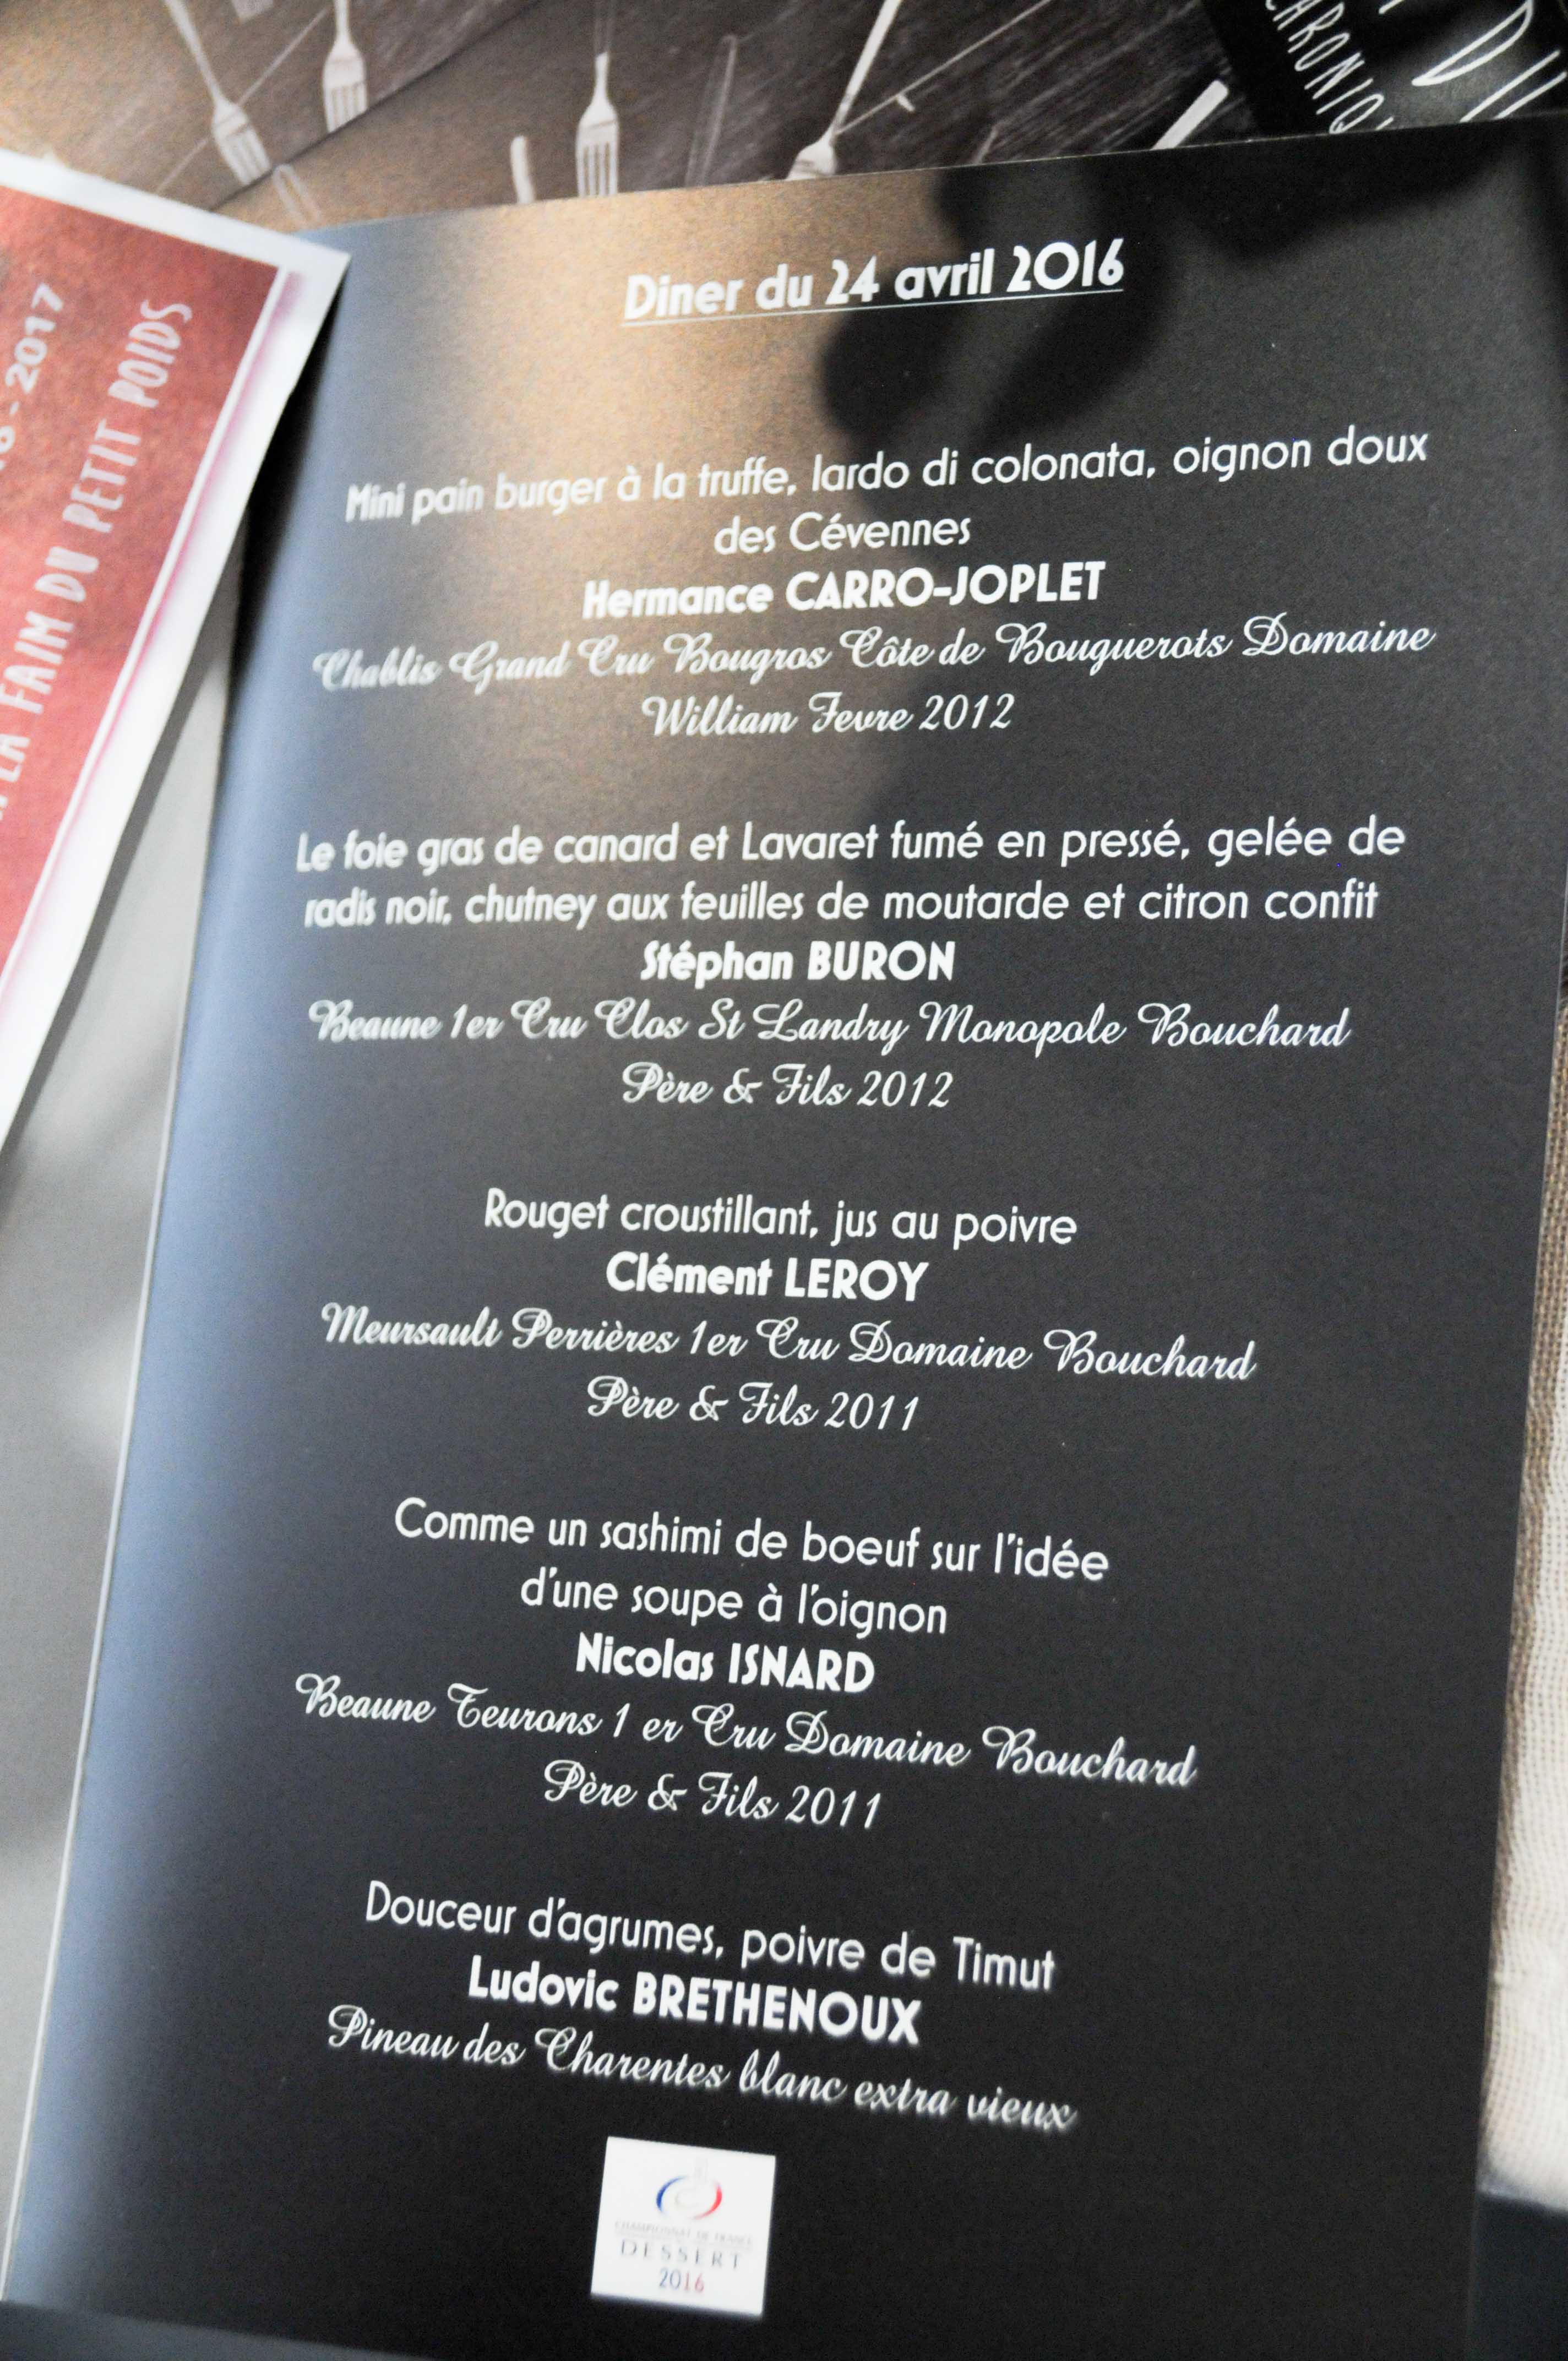 Diner du 24 avril 2016
Mini pain burger à la truffe, lardo di colonata, oignon doux
des Cévennes
Hermance CARRO-JOPLET
Chablis Grand Cru Bougros Côte de Bouguerots Domaine
William Fevre 2012
Le foie gras de canard et Lavaret fumé en pressé, gelée de
radis noir, chutney aux feuilles de moutarde et citron confit
Stéphan BURON
Beaune 1er Cru Clos St Landry Monopole Bouchard
Père & Fils 2012
Rouget croustillant, jus au poivre
Clément LEROY
Meursault Perrières 1er Cru Domaine Bouchard
Père & Fils 2011
Comme un sashimi de boeuf sur l'idée
d'une soupe à l'oignon
Nicolas ISNARD
Beaune Teurons 1 er Cru Domaine Bouchard
Père & Fils 2011
Douceur d'agrumes, poivre de Timut
Ludovic BRETHENOUX
Pineau des Charentes blanc extra vieux
CHAMPIONNAT DE FRANCE
DESSERT
2016
2017
LA FAIM DU PETIT POIDS